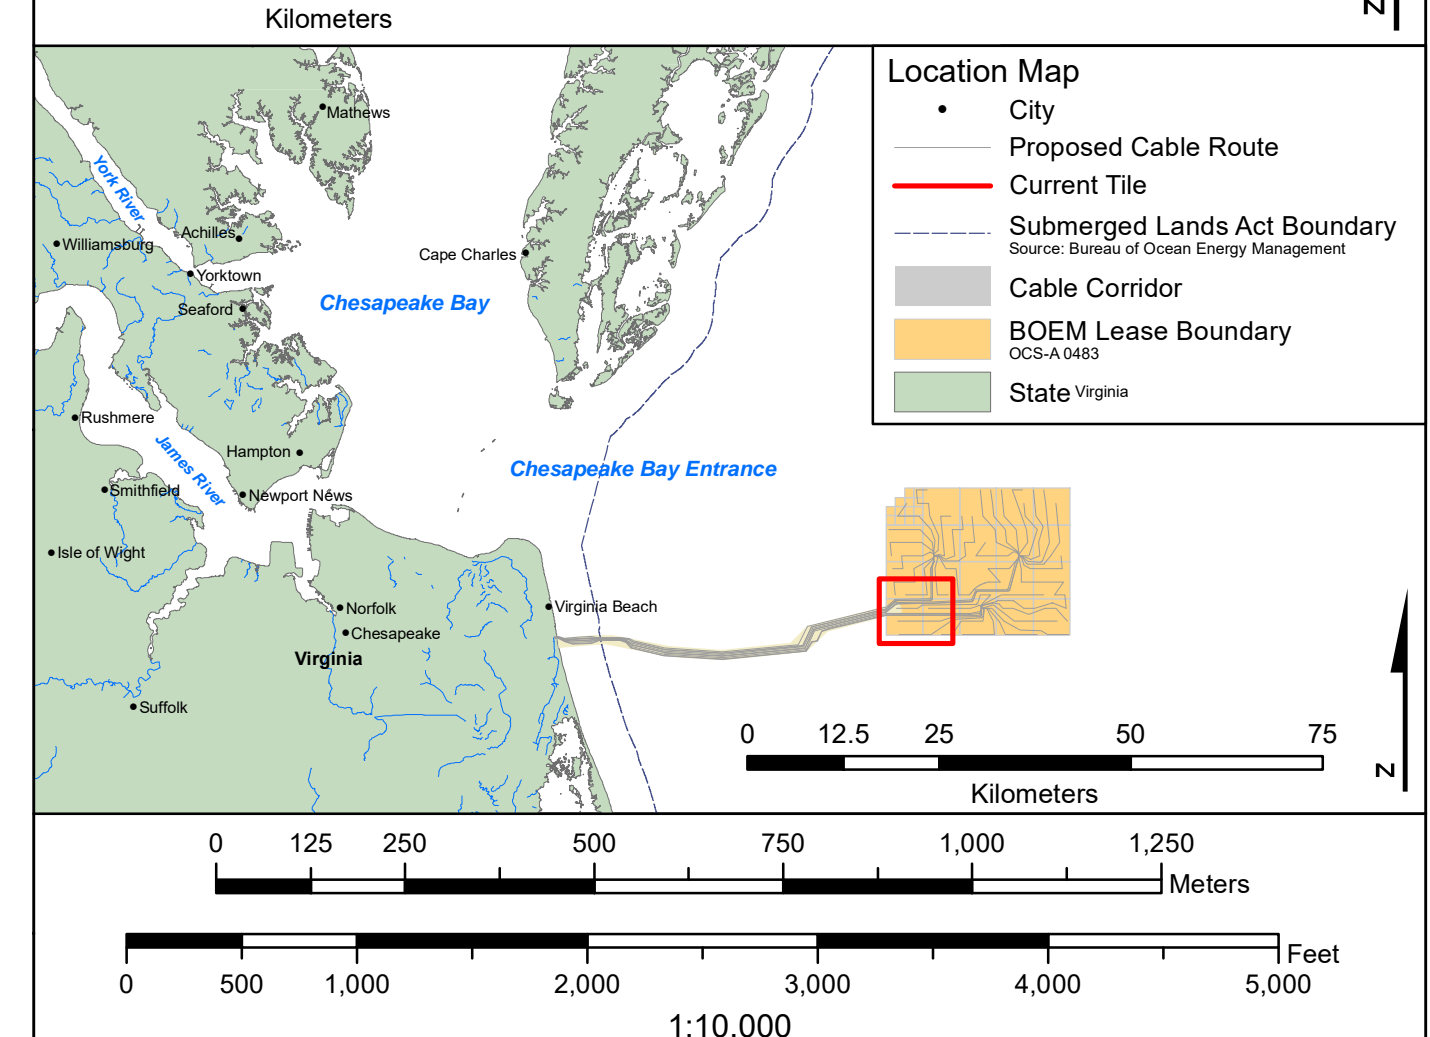 Kilometers
N
Location Map
City
Proposed Cable Route
Current Tile
Submerged Lands Act Boundary
Source: Bureau of Ocean Energy Management
Cable Corridor
BOEM Lease Boundary
OCS-A 0483
State Virginia
Mathews
York River
Williamsburg
Achilles
Yorktown
Seaford
Cape Charles
Chesapeake Bay
Rushmere
James River
Hampton
Chesapeake Bay Entrance
Smithfield
Newport News
Isle of Wight
Norfolk
Virginia Beach
Chesapeake
Virginia
Suffolk
0 12.5 25 50 75
Kilometers
N
0 125 250 500 750 1,000 1,250
Meters
Feet
0 500 1,000 2,000 3,000 4,000 5,000
1:10,000